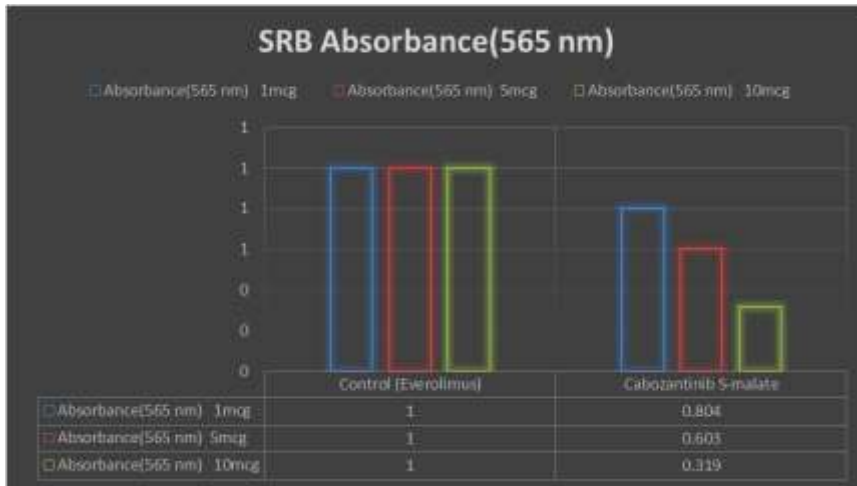 SRB Absorbance(565 nm)
Absorbance(565 nm) 1mcg Absorbance(565 nm) 5mcg Absorbance(565 nm) 10mcg
1
1
1
1
0
0
0
Control (Everolimus) Cabozantinib S-malate
Absorbance(565 nm) 1mcg 1 0.804
Absorbance(565 nm) 5mcg 1 0.603
Absorbance(565 nm) 10mcg 1 0.319